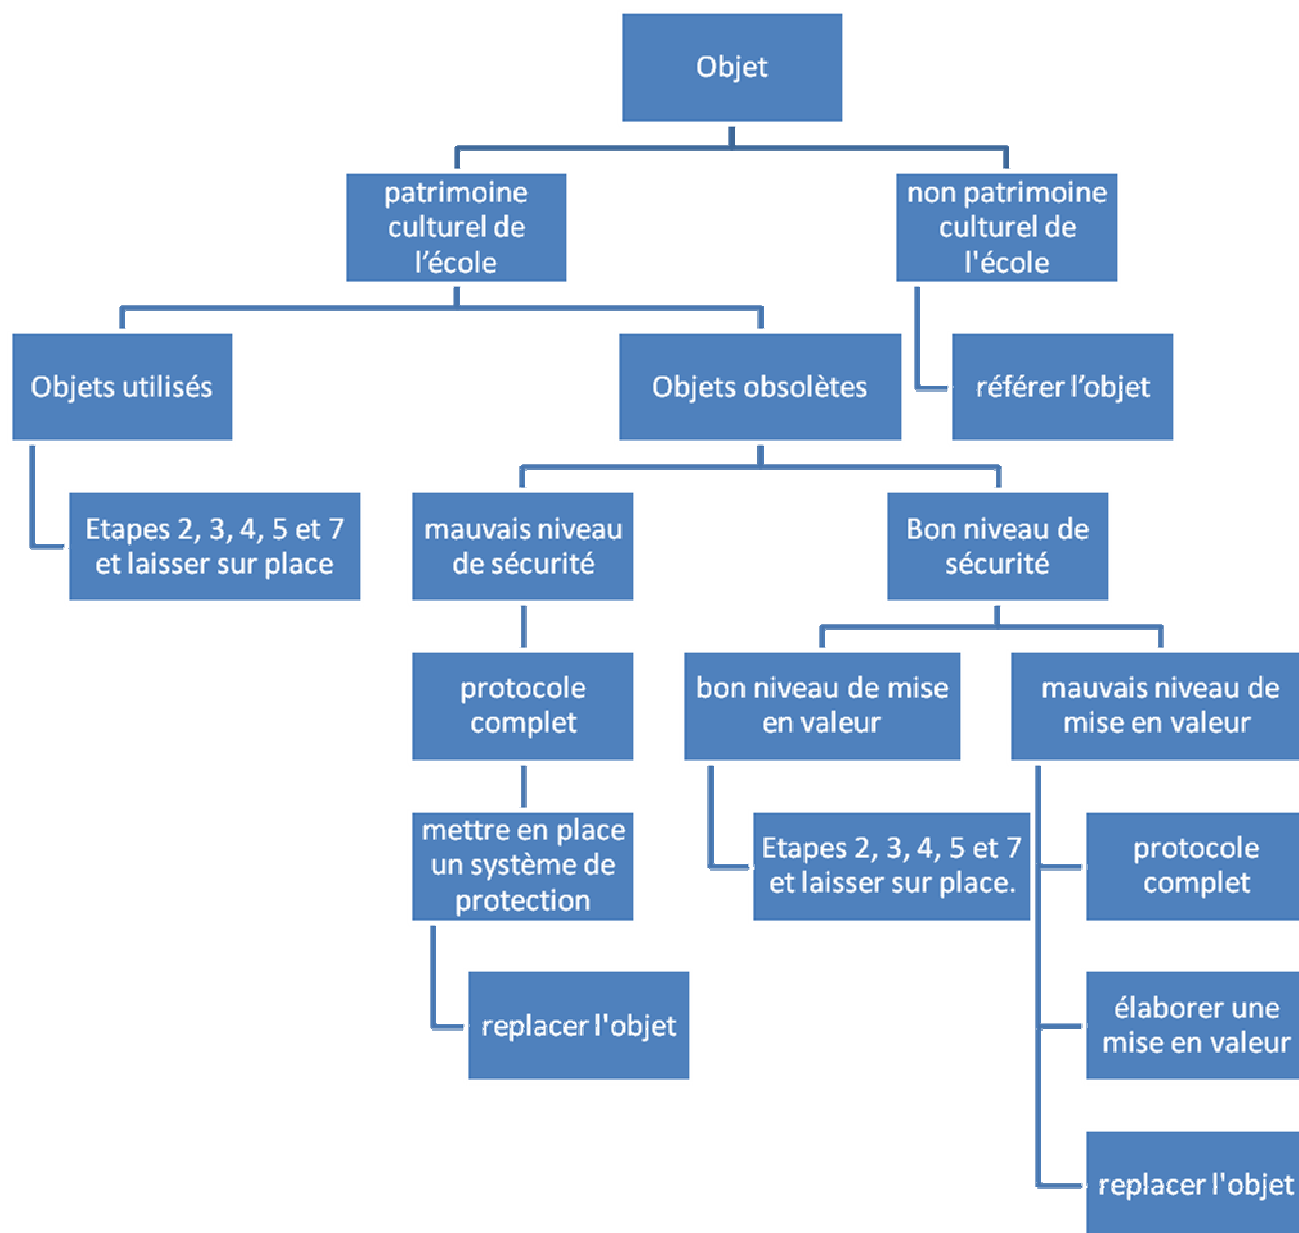 Objet
patrimoine
culturel de
l’école
non patrimoine
culturel de
l'école
Objets utilisés
Objets obsolètes
référer l’objet
Etapes 2, 3, 4, 5 et 7
et laisser sur place
mauvais niveau
de sécurité
Bon niveau de
sécurité
protocole
complet
bon niveau de mise
en valeur
mauvais niveau de
mise en valeur
mettre en place
un système de
protection
Etapes 2, 3, 4, 5 et 7
et laisser sur place.
protocole
complet
replacer l'objet
élaborer une
mise en valeur
replacer l'objet